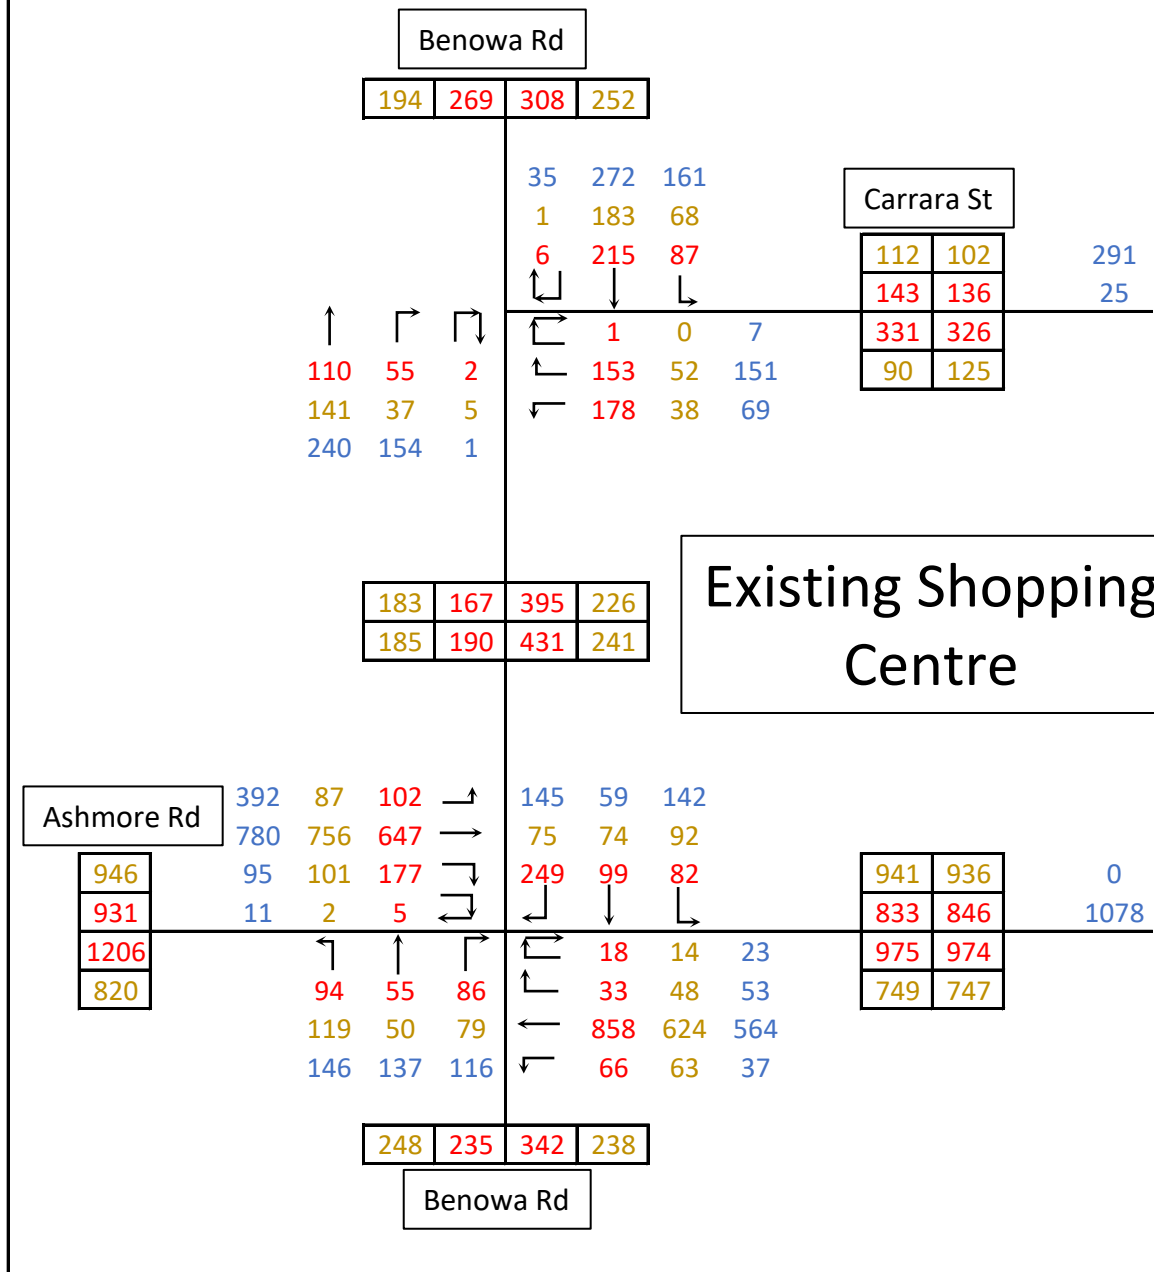 Benowa Rd
194 269 308 252
35 272 161
1 183 68
6 215 87
Carrara St
112 102 291
143 136 25
331 326
90 125
1 0 7
110 55 2 153 52 151
141 37 5 178 38 69
240 154 1
183 167 395 226
185 190 431 241
Existing Shopping
Centre
Ashmore Rd
392 87 102 145 59 142
780 756 647 75 74 92
946 95 101 177 249 99 82 941 936 0
931 11 2 5 833 846 1078
1206 18 14 23 975 974
820 94 55 86 33 48 53 749 747
119 50 79 858 624 564
146 137 116 66 63 37
248 235 342 238
Benowa Rd